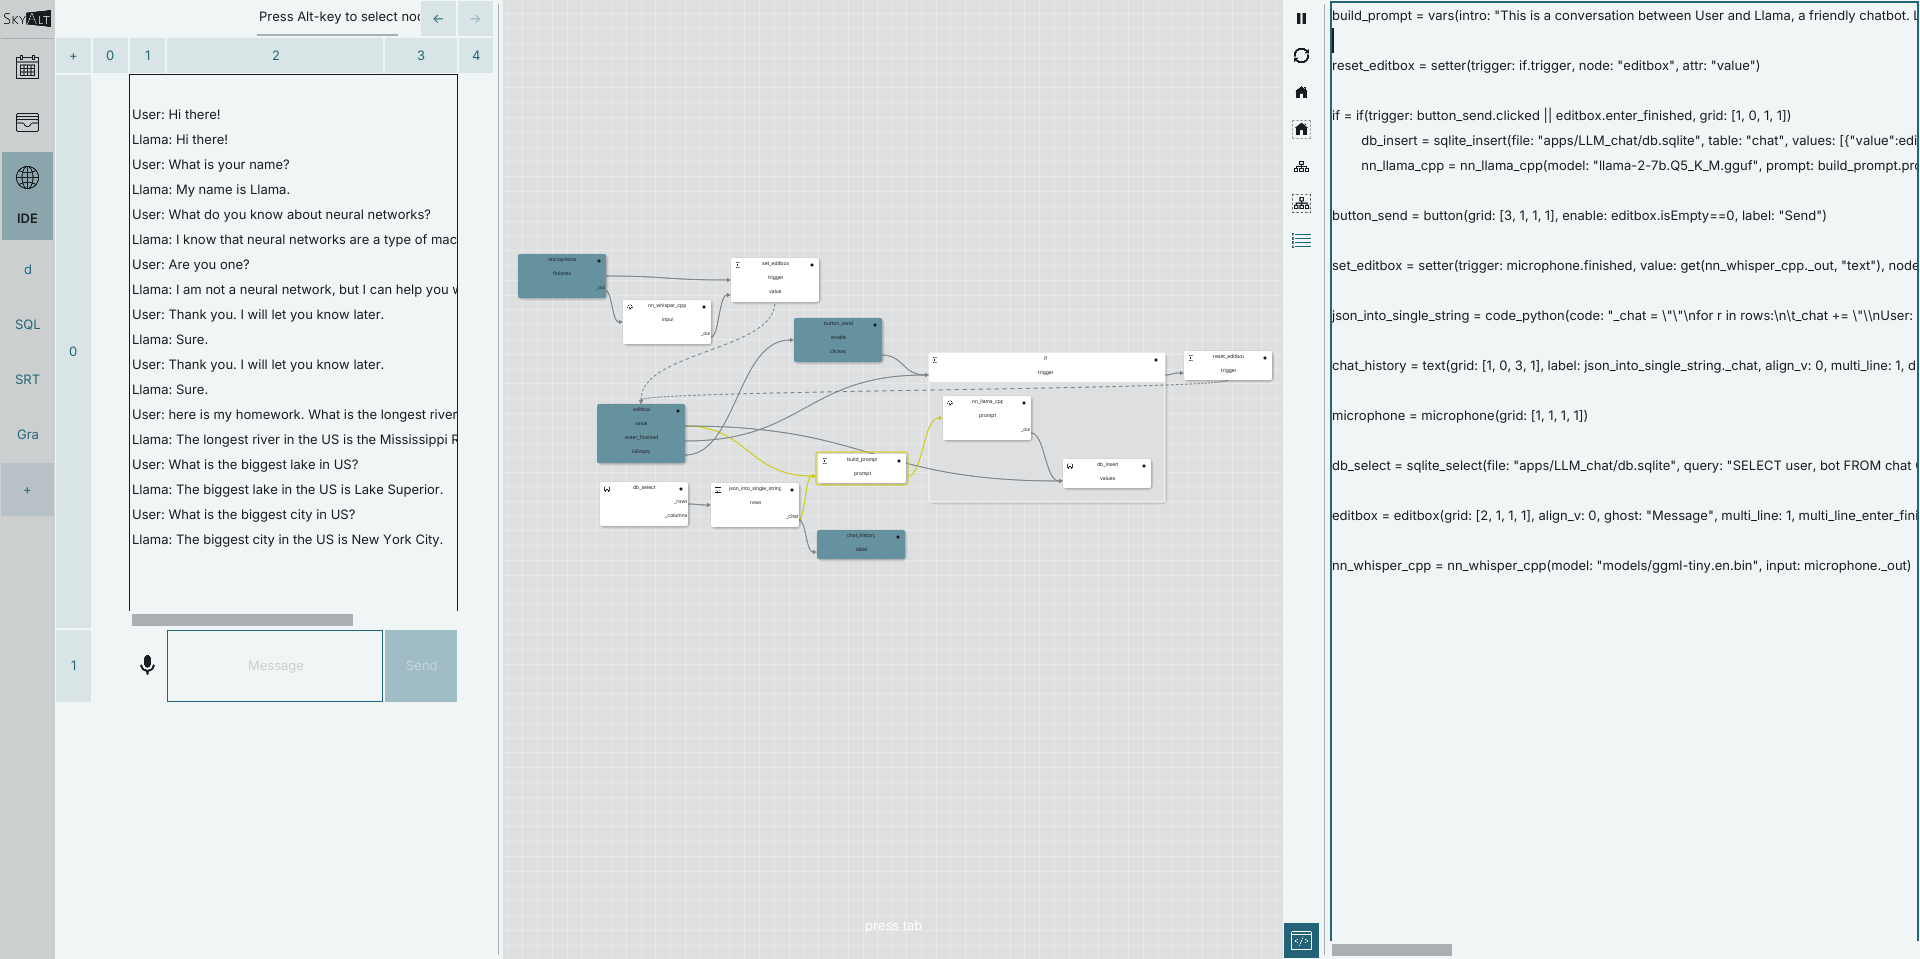 SKYALT
IDE
d
SQL
SRT
Gra
+
Press Alt-key to select noc
+ 0 1 2 3 4
0
1
User: Hi there!
Llama: Hi there!
User: What is your name?
Llama: My name is Llama.
User: What do you know about neural networks?
Llama: I know that neural networks are a type of mac
User: Are you one?
Llama: I am not a neural network, but I can help you w
User: Thank you. I will let you know later.
Llama: Sure.
User: Thank you. I will let you know later.
Llama: Sure.
User: here is my homework. What is the longest river
Llama: The longest river in the US is the Mississippi R
User: What is the biggest lake in US?
Llama: The biggest lake in the US is Lake Superior.
User: What is the biggest city in US?
Llama: The biggest city in the US is New York City.
Message
Send
microphone
finished
_out
set_editbox
trigger
value
nn_whisper_cpp
input
_out
button_send
enable
clicked
if
trigger
reset_editbox
trigger
editbox
value
enter_finished
isEmpty
nn_llama_cpp
prompt
_out
build_prompt
prompt
db_insert
values
db_select
_rows
_columns
json_into_single_string
rows
_chat
chat_history
label
press tab
build_prompt = vars(intro: "This is a conversation between User and Llama, a friendly chatbot. L
reset_editbox = setter(trigger: if.trigger, node: "editbox", attr: "value")
if = if(trigger: button_send.clicked || editbox.enter_finished, grid: [1, 0, 1, 1])
db_insert = sqlite_insert(file: "apps/LLM_chat/db.sqlite", table: "chat", values: [{"value":edi
nn_llama_cpp = nn_llama_cpp(model: "llama-2-7b.Q5_K_M.gguf", prompt: build_prompt.pro
button_send = button(grid: [3, 1, 1, 1], enable: editbox.isEmpty==0, label: "Send")
set_editbox = setter(trigger: microphone.finished, value: get(nn_whisper_cpp._out, "text"), node
json_into_single_string = code_python(code: "_chat = \"\"\nfor r in rows:\n\t_chat += \"\\nUser:
chat_history = text(grid: [1, 0, 3, 1], label: json_into_single_string._chat, align_v: 0, multi_line: 1, d
microphone = microphone(grid: [1, 1, 1, 1])
db_select = sqlite_select(file: "apps/LLM_chat/db.sqlite", query: "SELECT user, bot FROM chat
editbox = editbox(grid: [2, 1, 1, 1], align_v: 0, ghost: "Message", multi_line: 1, multi_line_enter_fini
nn_whisper_cpp = nn_whisper_cpp(model: "models/ggml-tiny.en.bin", input: microphone._out)